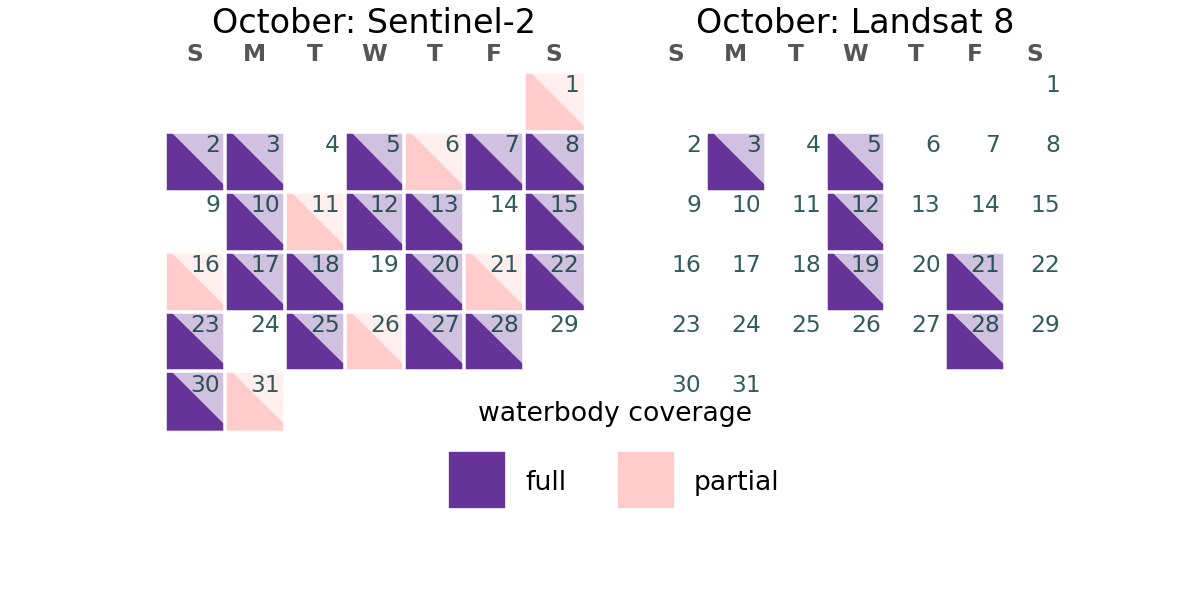 October: Sentinel-2
S M T W T F S
1
2 3 4 5 6 7 8
9 10 11 12 13 14 15
16 17 18 19 20 21 22
23 24 25 26 27 28 29
30 31
October: Landsat 8
S M T W T F S
1
2 3 4 5 6 7 8
9 10 11 12 13 14 15
16 17 18 19 20 21 22
23 24 25 26 27 28 29
30 31
waterbody coverage
full partial